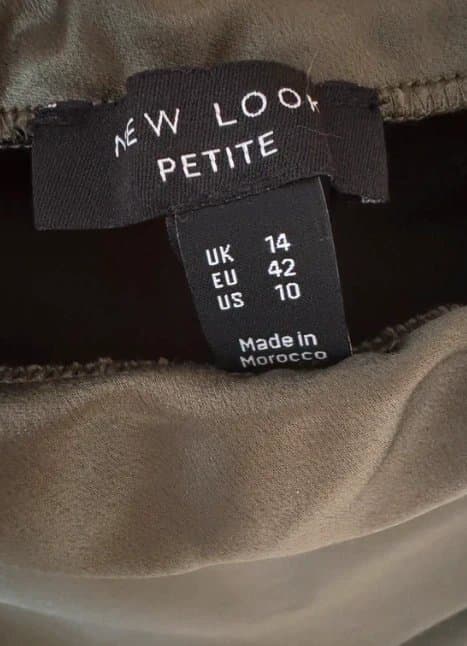 NEW LOOK
PETITE
UK 14
EU 42
US 10
Made in
Morocco